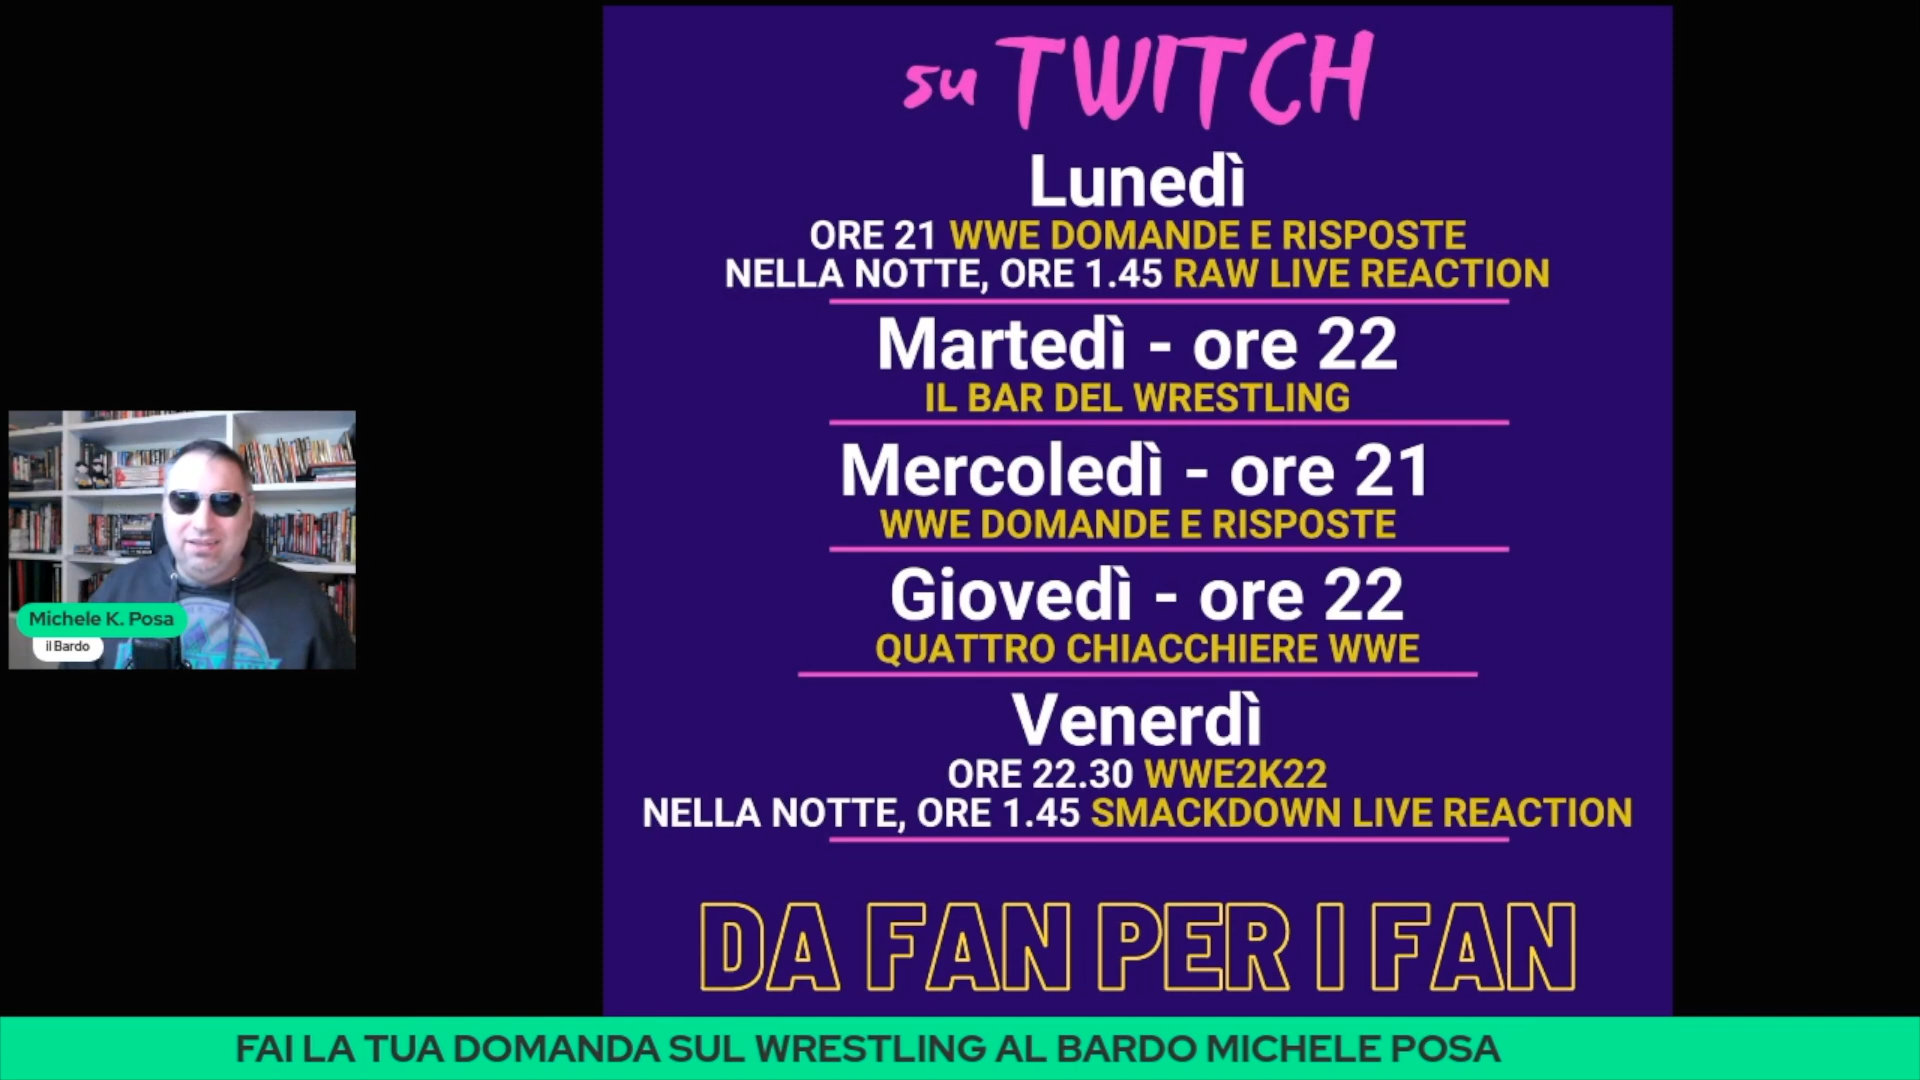 su TWITCH
Lunedì
ORE 21 WWE DOMANDE E RISPOSTE
NELLA NOTTE, ORE 1.45 RAW LIVE REACTION
Martedì - ore 22
IL BAR DEL WRESTLING
Mercoledì - ore 21
WWE DOMANDE E RISPOSTE
Giovedì - ore 22
QUATTRO CHIACCHIERE WWE
Venerdì
ORE 22.30 WWE2K22
NELLA NOTTE, ORE 1.45 SMACKDOWN LIVE REACTION
DA FAN PER I FAN
Michele K. Posa
il Bardo
FAI LA TUA DOMANDA SUL WRESTLING AL BARDO MICHELE POSA